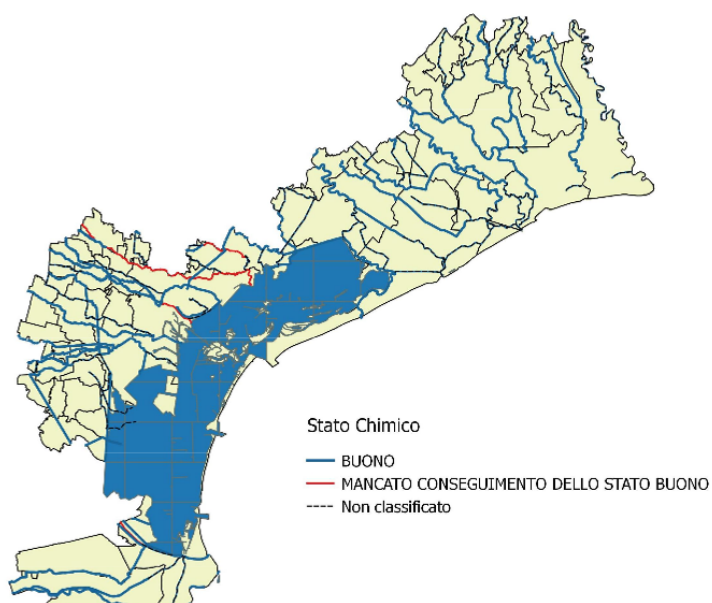 Stato Chimico
BUONO
MANCATO CONSEGUIMENTO DELLO STATO BUONO
Non classificato